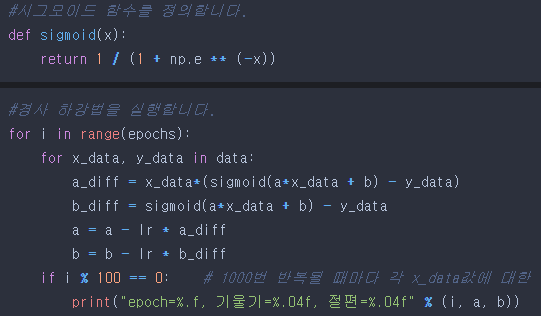 #시그모이드 함수를 정의합니다.
def sigmoid(x):
    return 1 / (1 + np.e ** (-x))
#경사 하강법을 실행합니다.
for i in range(epochs):
    for x_data, y_data in data:
        a_diff = x_data*(sigmoid(a*x_data + b) - y_data)
        b_diff = sigmoid(a*x_data + b) - y_data
        a = a - lr * a_diff
        b = b - lr * b_diff
    if i % 100 == 0:    # 1000번 반복될 때마다 각 x_data값에 대한
        print("epoch=%.f, 기울기=%.04f, 절편=%.04f" % (i, a, b))